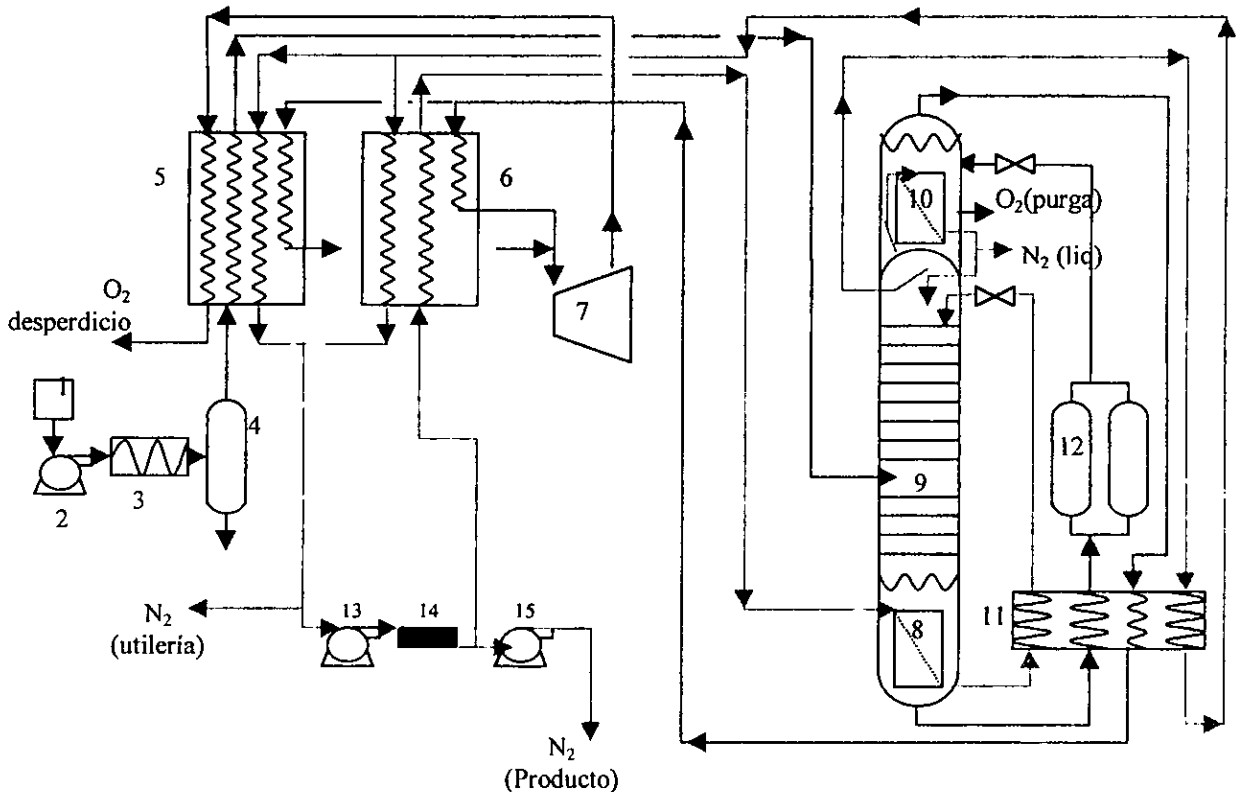 5
6
7
10
O₂(purga)
N₂ (liq)
O₂
desperdicio
1
2
3
4
9
12
11
8
N₂
(utilería)
13
14
15
N₂
(Producto)